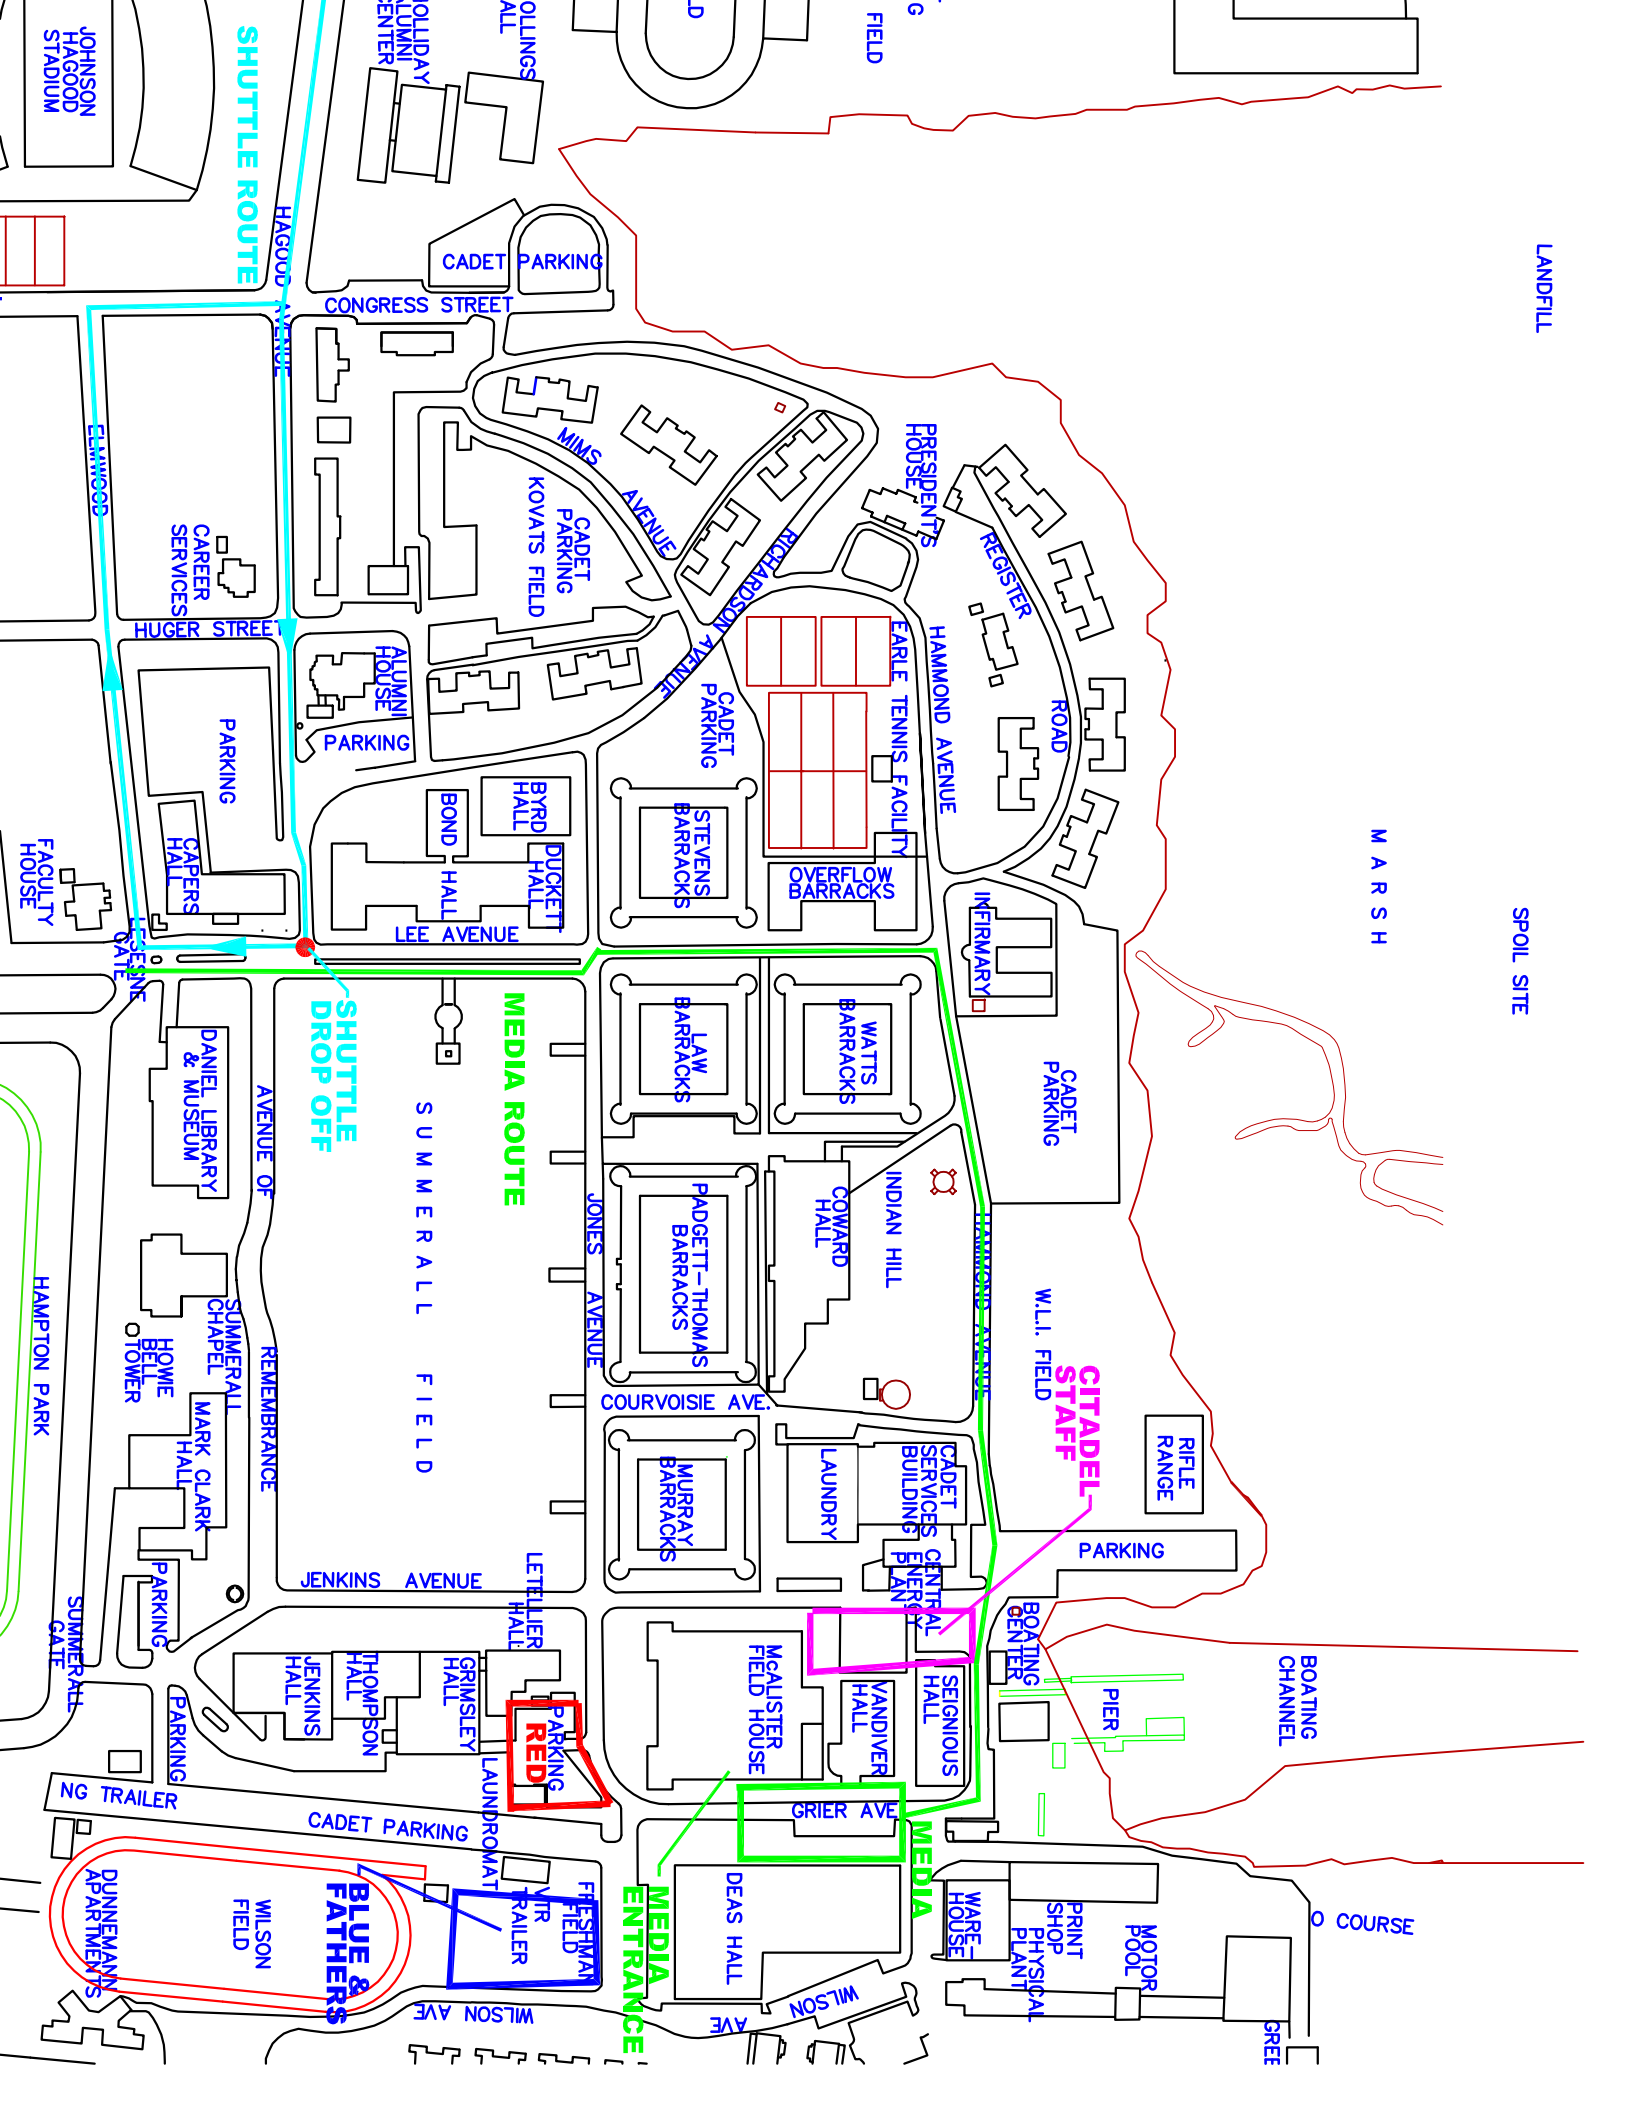 JOHNSON
HAGOOD
STADIUM
SHUTTLE ROUTE
FIELD
HAGOOD AVENUE
CADET PARKING
CONGRESS STREET
LANDFILL
ELMWOOD
MIMS
AVENUE
KOVATS FIELD
CADET
PARKING
PRESIDENT'S
HOUSE
REGISTER
ROAD
RICHARDSON AVENUE
CAREER
SERVICES
HUGER STREET
ALUMNI
HOUSE
PARKING
PARKING
CADET
PARKING
EARLE TENNIS FACILITY
HAMMOND AVENUE
FACULTY
HOUSE
CAPERS
HALL
BOND HALL
BYRD
HALL
DUCKETT
HALL
STEVENS
BARRACKS
OVERFLOW
BARRACKS
INFIRMARY
MARSH
SPOIL SITE
LEE AVENUE
LESESNE
GATE
SHUTTLE
DROP OFF
MEDIA ROUTE
LAW
BARRACKS
WATTS
BARRACKS
CADET
PARKING
DANIEL LIBRARY
& MUSEUM
AVENUE OF
REMEMBRANCE
SUMMERALL FIELD
JONES AVENUE
PADGETT-THOMAS
BARRACKS
COWARD
HALL
INDIAN HILL
HAMMOND AVENUE
W.L.I. FIELD
HAMPTON PARK
SUMMERALL
CHAPEL
HOWIE
BELL
TOWER
MARK CLARK
HALL
COURVOISIE AVE.
MURRAY
BARRACKS
LAUNDRY
CADET
SERVICES
BUILDING
CENTRAL
ENERGY
CITADEL
STAFF
RIFLE
RANGE
PARKING
PARKING
JENKINS AVENUE
LETELLIER
HALL
SUMMERALL
GATE
PARKING
JENKINS
HALL
THOMPSON
HALL
GRIMSLEY
HALL
RED
PARKING
McALISTER
FIELD HOUSE
VANDIVER
HALL
SEIGNIOUS
HALL
BOATING
CENTER
PIER
BOATING
CHANNEL
NG TRAILER
CADET PARKING
LAUNDROMAT
GRIER AVE
MEDIA
DUNNEMANN
APARTMENTS
WILSON
FIELD
BLUE &
FATHERS
VTR
TRAILER
FRESHMAN
FIELD
MEDIA
ENTRANCE
DEAS HALL
WARE-
HOUSE
PRINT
SHOP
PHYSICAL
PLANT
MOTOR
POOL
O COURSE
WILSON AVE
WILSON
AVE